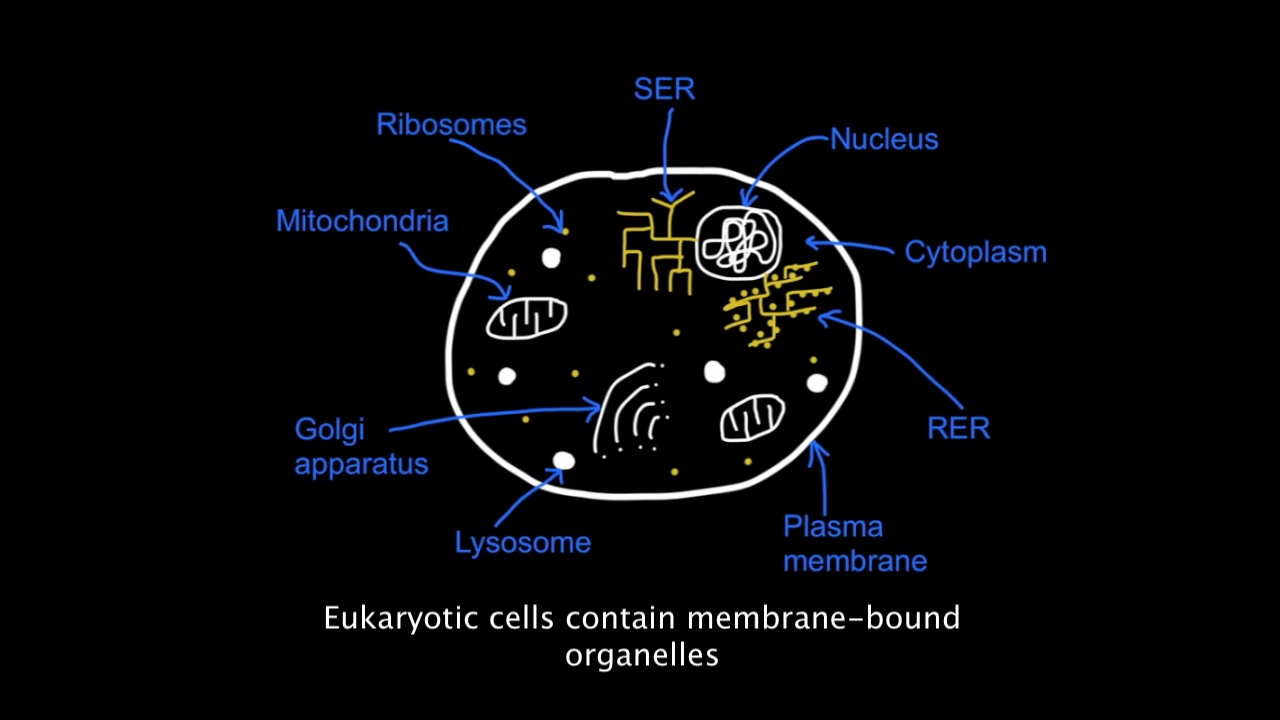 SER
Ribosomes
Nucleus
Mitochondria
Cytoplasm
Golgi
apparatus
RER
Lysosome
Plasma
membrane
Eukaryotic cells contain membrane-bound
organelles